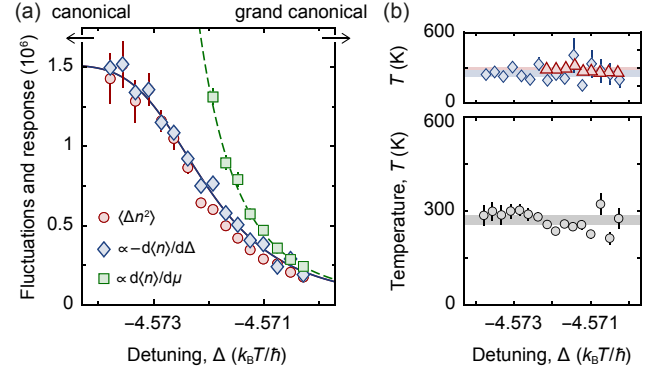 (a) canonical grand canonical
Fluctuations and response (10⁶)
1.5
1
0.5
0
⟨Δn²⟩
∝−d⟨n⟩/dΔ
∝d⟨n⟩/dμ
−4.573 −4.571
Detuning, Δ (k_BT/ħ)
(b)
T (K)
600
300
0
Temperature, T (K)
600
300
0
−4.573 −4.571
Detuning, Δ (k_BT/ħ)